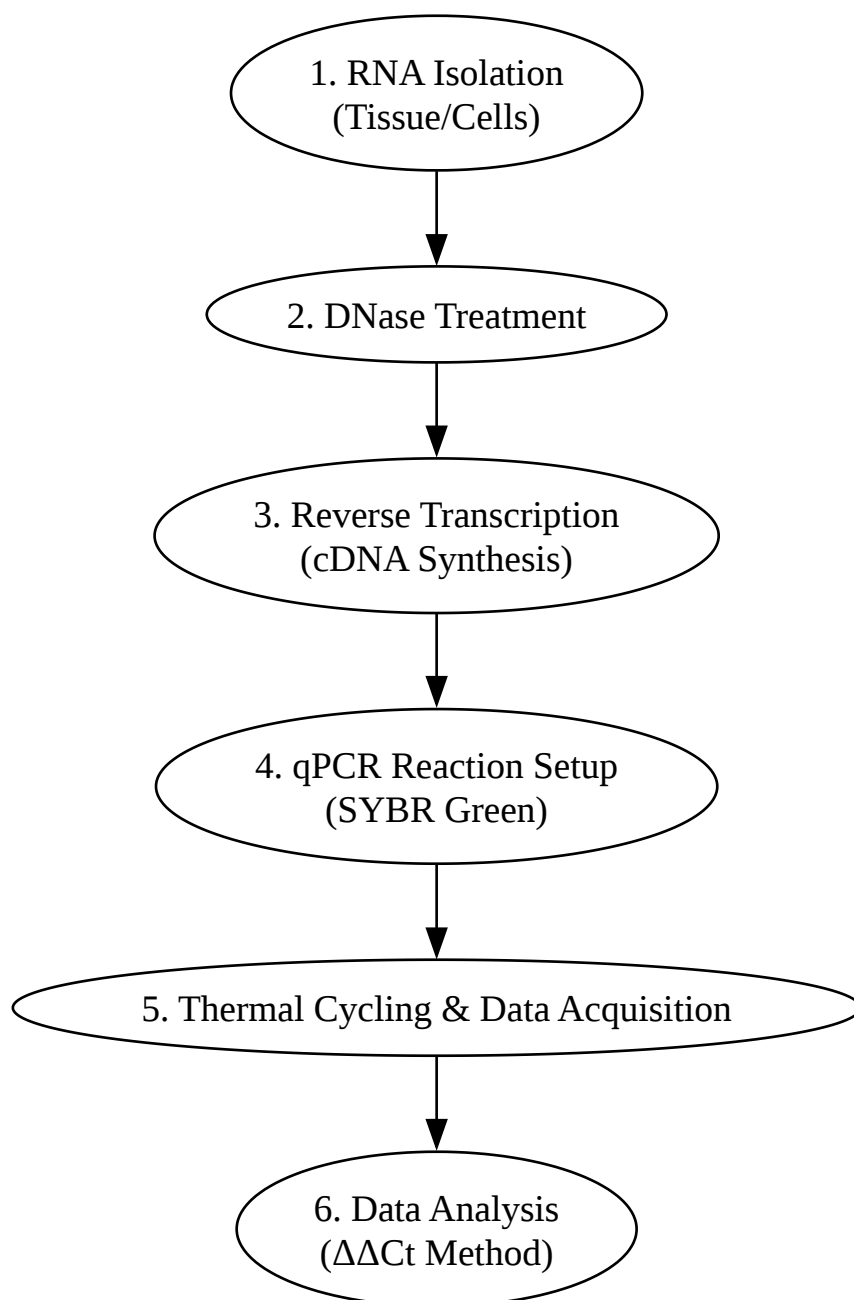 1. RNA Isolation
(Tissue/Cells)
2. DNase Treatment
3. Reverse Transcription
(cDNA Synthesis)
4. qPCR Reaction Setup
(SYBR Green)
5. Thermal Cycling & Data Acquisition
6. Data Analysis
(ΔΔCt Method)